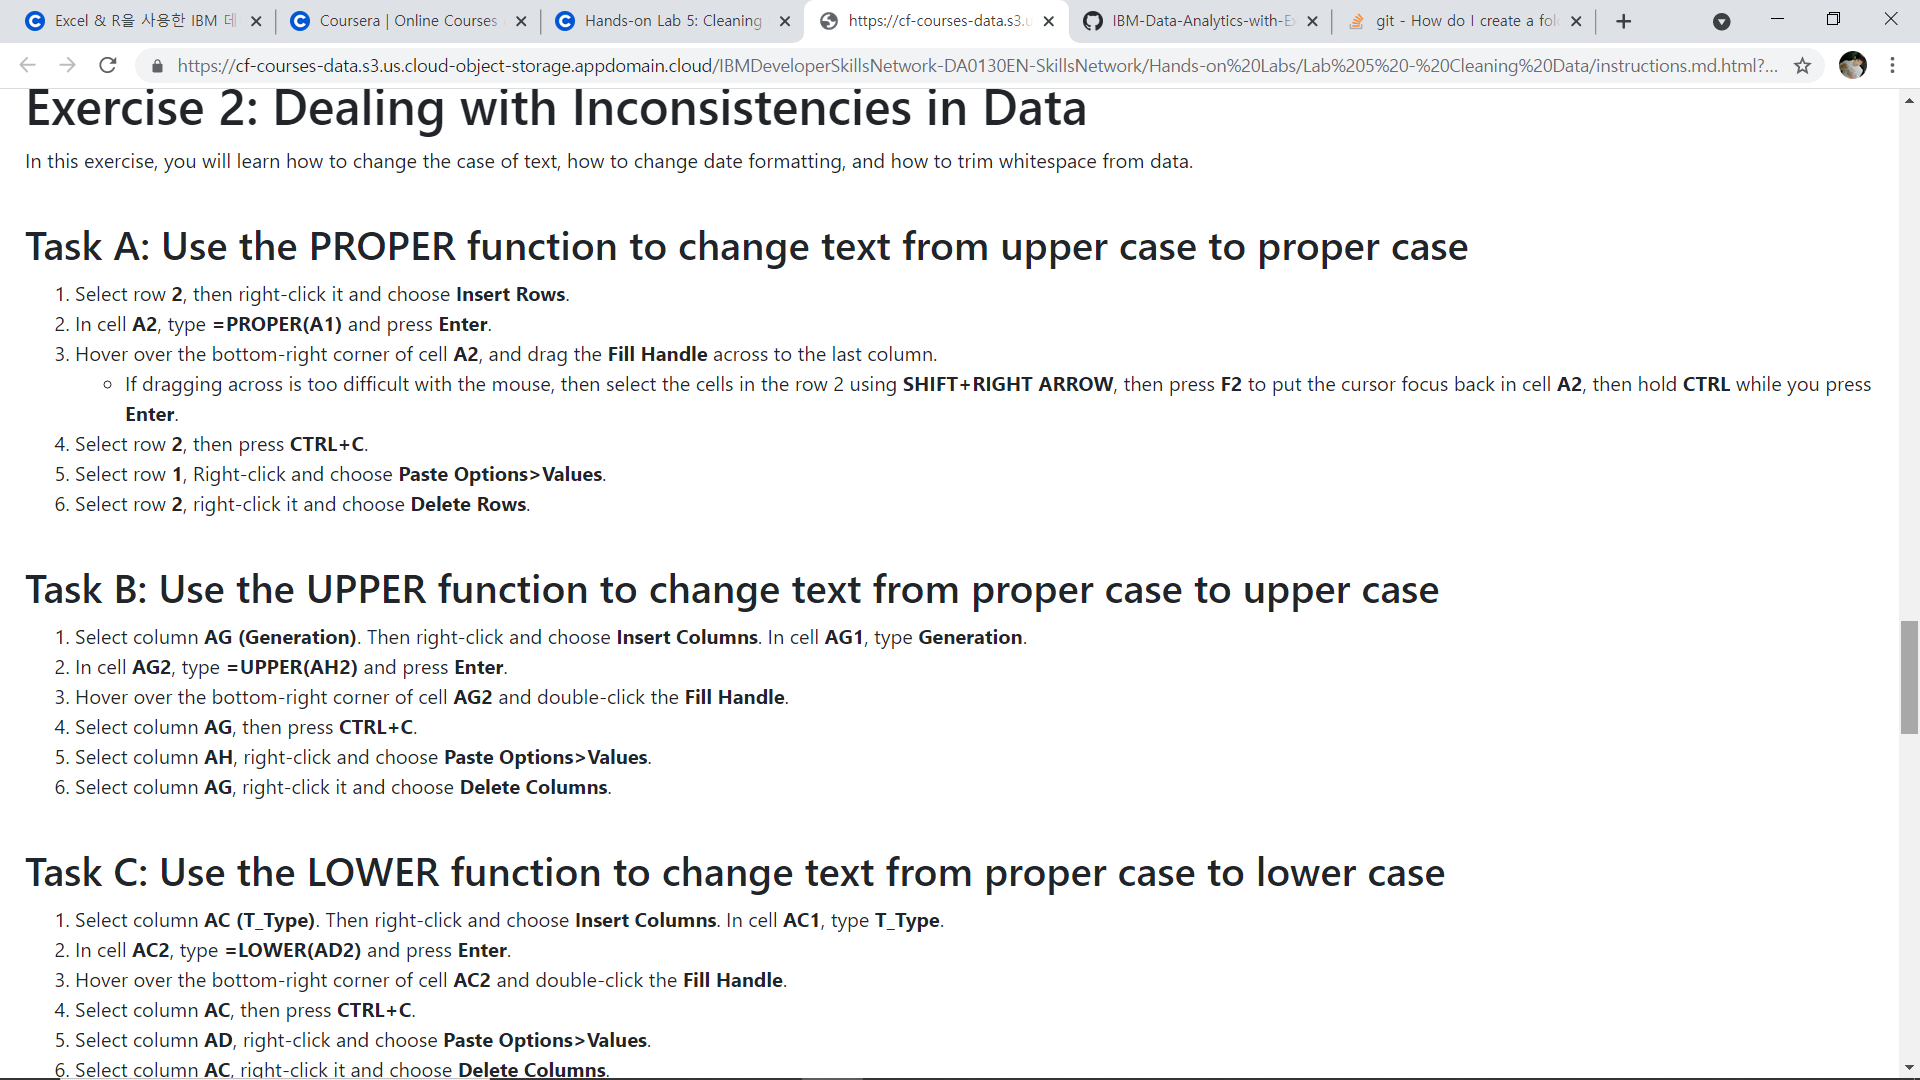 Excel & R을 사용한 IBM 데
Coursera | Online Courses
Hands-on Lab 5: Cleaning
https://cf-courses-data.s3.u
IBM-Data-Analytics-with-Ex
git - How do I create a fol
https://cf-courses-data.s3.us.cloud-object-storage.appdomain.cloud/IBMDeveloperSkillsNetwork-DA0130EN-SkillsNetwork/Hands-on%20Labs/Lab%205%20-%20Cleaning%20Data/instructions.md.html?...
Exercise 2: Dealing with Inconsistencies in Data
In this exercise, you will learn how to change the case of text, how to change date formatting, and how to trim whitespace from data.
Task A: Use the PROPER function to change text from upper case to proper case
1. Select row 2, then right-click it and choose Insert Rows.
2. In cell A2, type =PROPER(A1) and press Enter.
3. Hover over the bottom-right corner of cell A2, and drag the Fill Handle across to the last column.
If dragging across is too difficult with the mouse, then select the cells in the row 2 using SHIFT+RIGHT ARROW, then press F2 to put the cursor focus back in cell A2, then hold CTRL while you press
Enter.
4. Select row 2, then press CTRL+C.
5. Select row 1, Right-click and choose Paste Options>Values.
6. Select row 2, right-click it and choose Delete Rows.
Task B: Use the UPPER function to change text from proper case to upper case
1. Select column AG (Generation). Then right-click and choose Insert Columns. In cell AG1, type Generation.
2. In cell AG2, type =UPPER(AH2) and press Enter.
3. Hover over the bottom-right corner of cell AG2 and double-click the Fill Handle.
4. Select column AG, then press CTRL+C.
5. Select column AH, right-click and choose Paste Options>Values.
6. Select column AG, right-click it and choose Delete Columns.
Task C: Use the LOWER function to change text from proper case to lower case
1. Select column AC (T_Type). Then right-click and choose Insert Columns. In cell AC1, type T_Type.
2. In cell AC2, type =LOWER(AD2) and press Enter.
3. Hover over the bottom-right corner of cell AC2 and double-click the Fill Handle.
4. Select column AC, then press CTRL+C.
5. Select column AD, right-click and choose Paste Options>Values.
6. Select column AC, right-click it and choose Delete Columns.